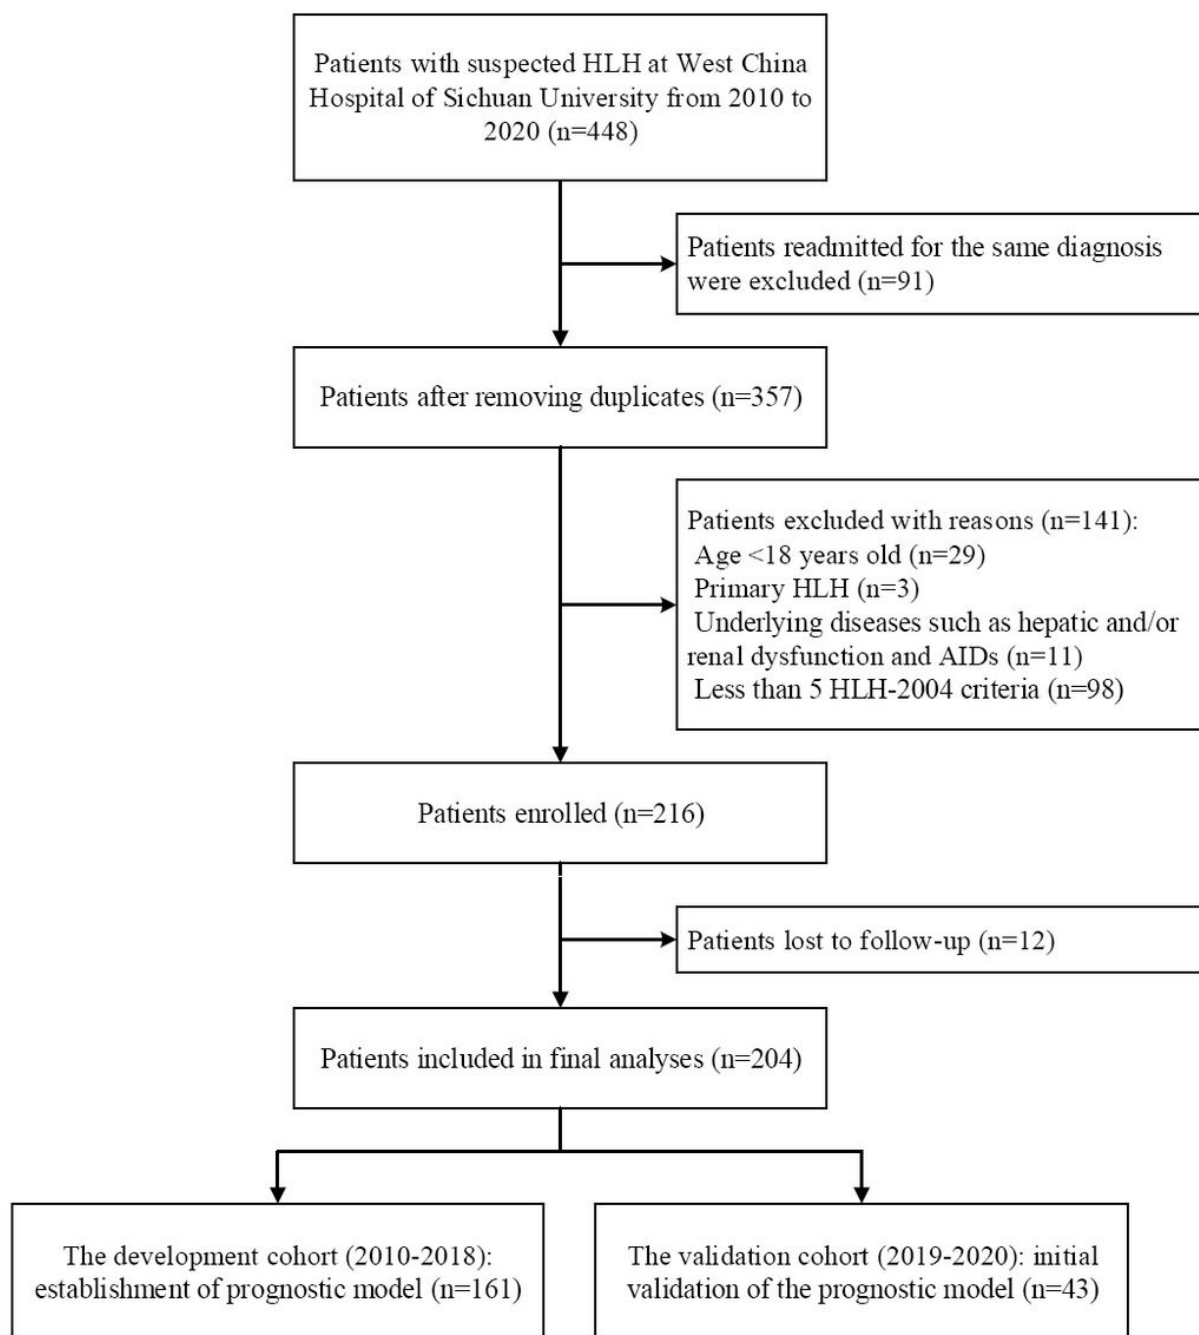 Patients with suspected HLH at West China
Hospital of Sichuan University from 2010 to
2020 (n=448)
Patients readmitted for the same diagnosis
were excluded (n=91)
Patients after removing duplicates (n=357)
Patients excluded with reasons (n=141):
Age <18 years old (n=29)
Primary HLH (n=3)
Underlying diseases such as hepatic and/or
renal dysfunction and AIDs (n=11)
Less than 5 HLH-2004 criteria (n=98)
Patients enrolled (n=216)
Patients lost to follow-up (n=12)
Patients included in final analyses (n=204)
The development cohort (2010-2018):
establishment of prognostic model (n=161)
The validation cohort (2019-2020): initial
validation of the prognostic model (n=43)